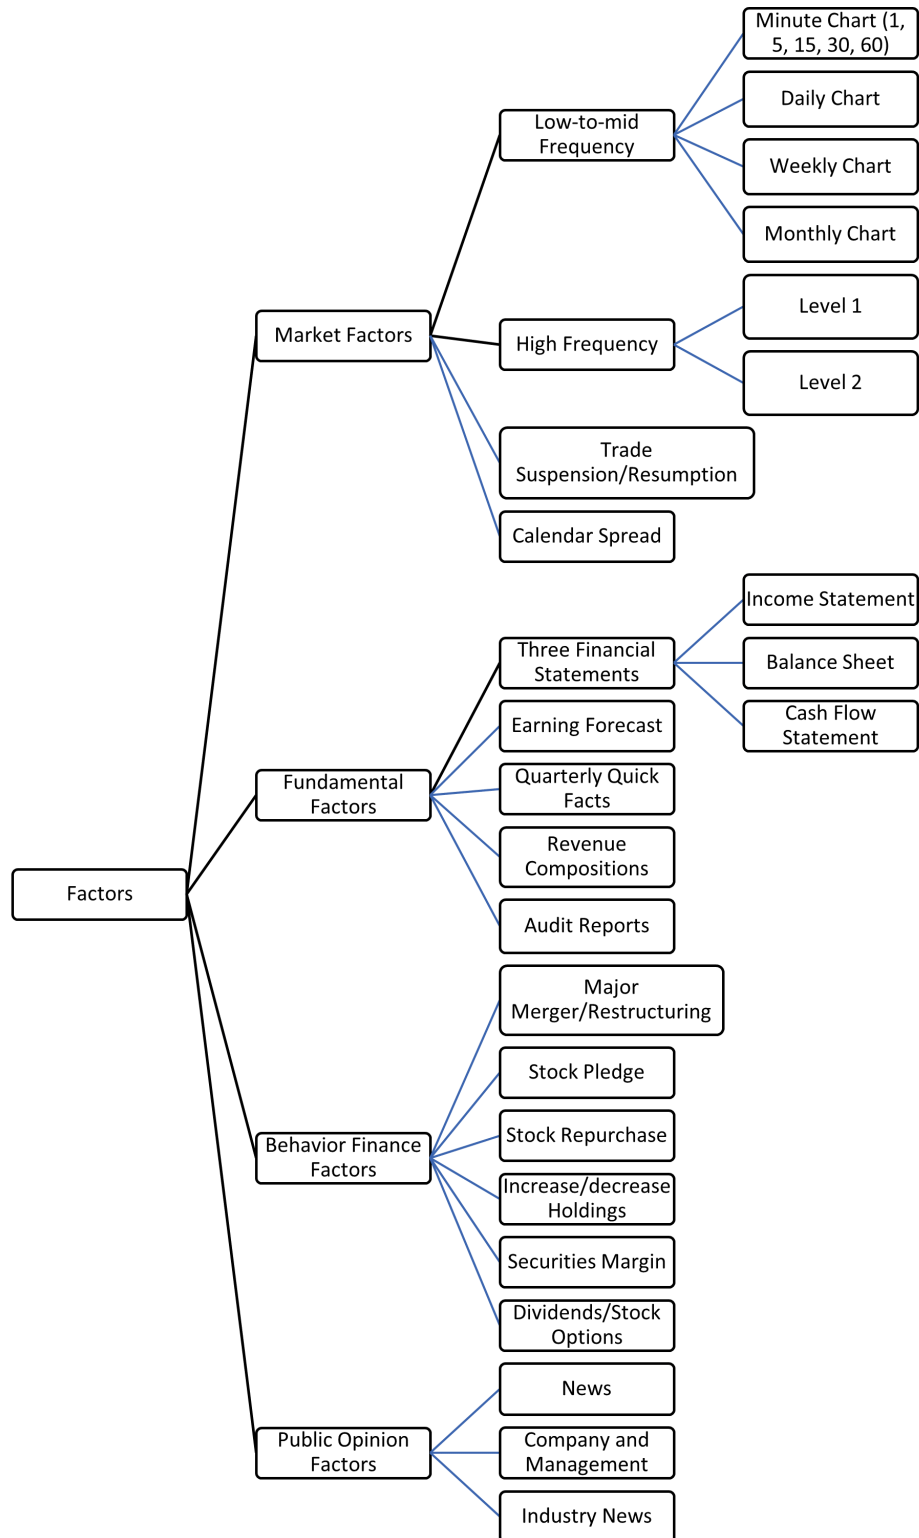 Factors
Market Factors
Low-to-mid
Frequency
Minute Chart (1,
5, 15, 30, 60)
Daily Chart
Weekly Chart
Monthly Chart
High Frequency
Level 1
Level 2
Trade
Suspension/Resumption
Calendar Spread
Fundamental
Factors
Three Financial
Statements
Income Statement
Balance Sheet
Cash Flow
Statement
Earning Forecast
Quarterly Quick
Facts
Revenue
Compositions
Audit Reports
Behavior Finance
Factors
Major
Merger/Restructuring
Stock Pledge
Stock Repurchase
Increase/decrease
Holdings
Securities Margin
Dividends/Stock
Options
Public Opinion
Factors
News
Company and
Management
Industry News